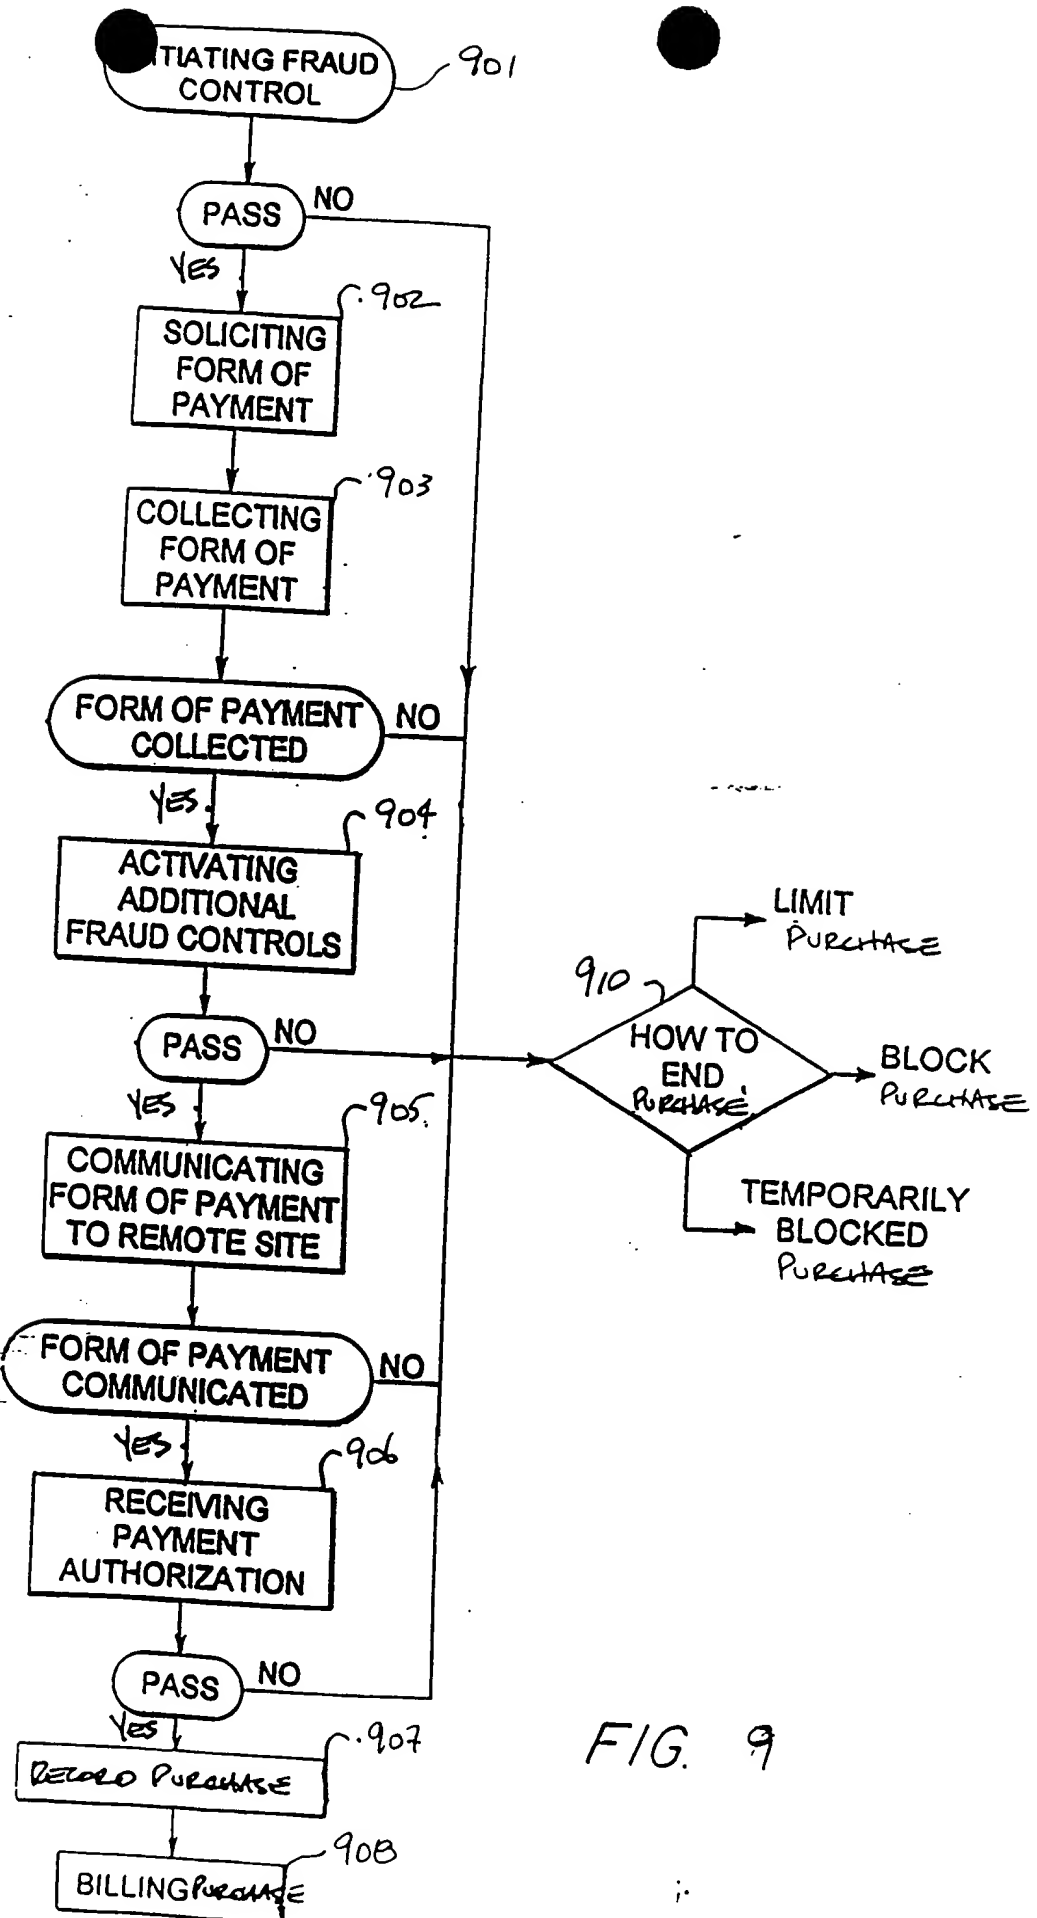 TIATING FRAUD
CONTROL
901
PASS
NO
YES
902
SOLICITING
FORM OF
PAYMENT
903
COLLECTING
FORM OF
PAYMENT
FORM OF PAYMENT
COLLECTED
NO
YES
904
ACTIVATING
ADDITIONAL
FRAUD CONTROLS
PASS
NO
YES
905
COMMUNICATING
FORM OF PAYMENT
TO REMOTE SITE
FORM OF PAYMENT
COMMUNICATED
NO
YES
906
RECEIVING
PAYMENT
AUTHORIZATION
PASS
NO
YES
907
RECORD PURCHASE
908
BILLING PURCHASE
910
HOW TO
END
PURCHASE
LIMIT
PURCHASE
BLOCK
PURCHASE
TEMPORARILY
BLOCKED
PURCHASE
FIG. 9